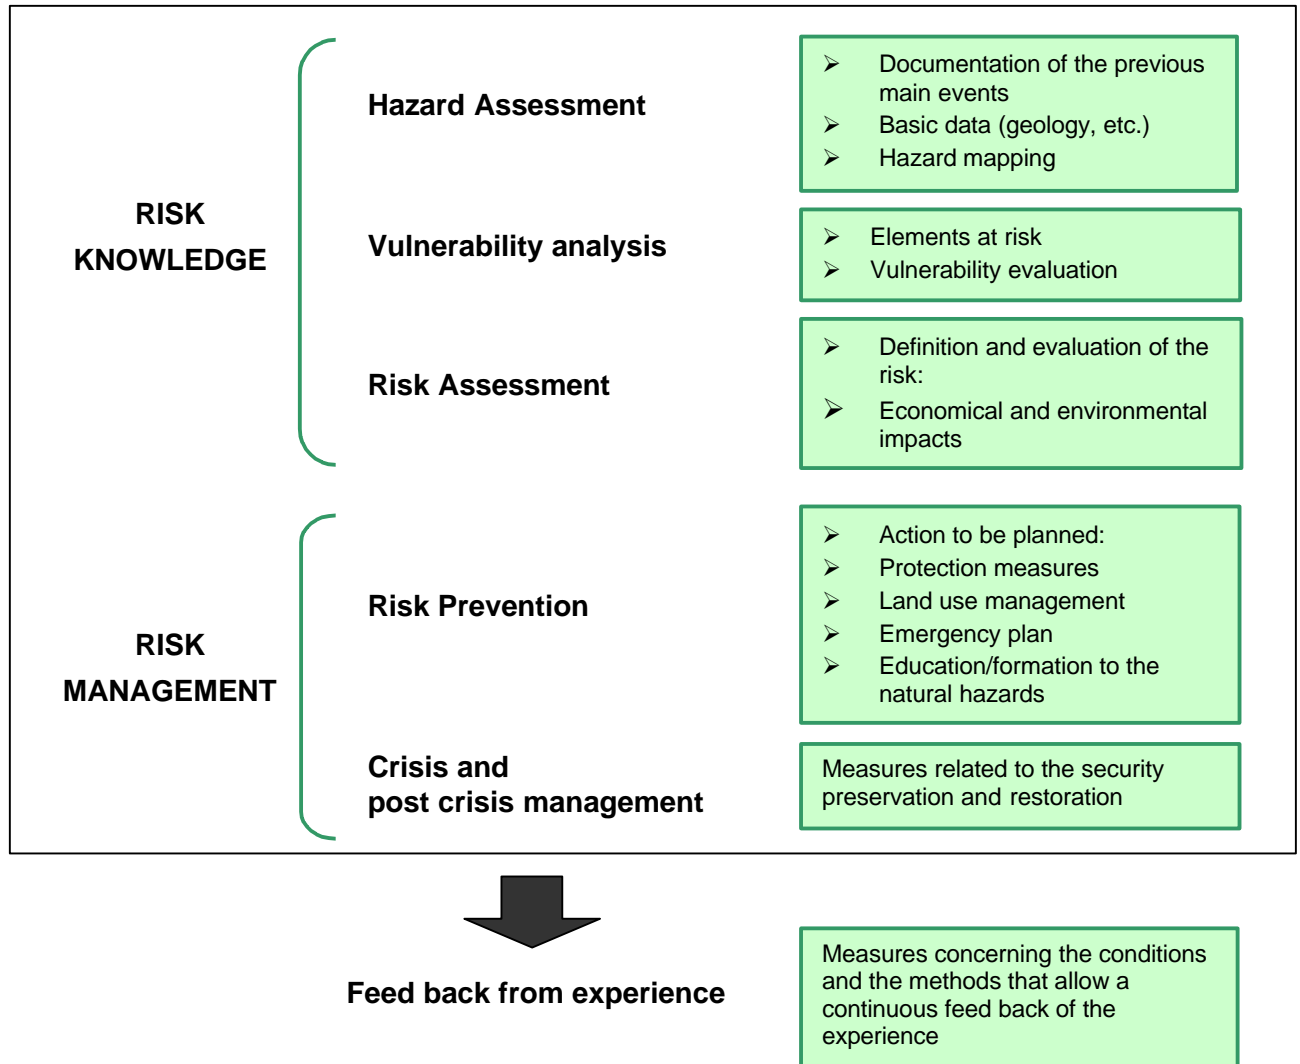 RISK
KNOWLEDGE
Hazard Assessment
➢ Documentation of the previous
main events
➢ Basic data (geology, etc.)
➢ Hazard mapping
Vulnerability analysis
➢ Elements at risk
➢ Vulnerability evaluation
Risk Assessment
➢ Definition and evaluation of the
risk:
➢ Economical and environmental
impacts
RISK
MANAGEMENT
Risk Prevention
➢ Action to be planned:
➢ Protection measures
➢ Land use management
➢ Emergency plan
➢ Education/formation to the
natural hazards
Crisis and
post crisis management
Measures related to the security
preservation and restoration
Feed back from experience
Measures concerning the conditions
and the methods that allow a
continuous feed back of the
experience